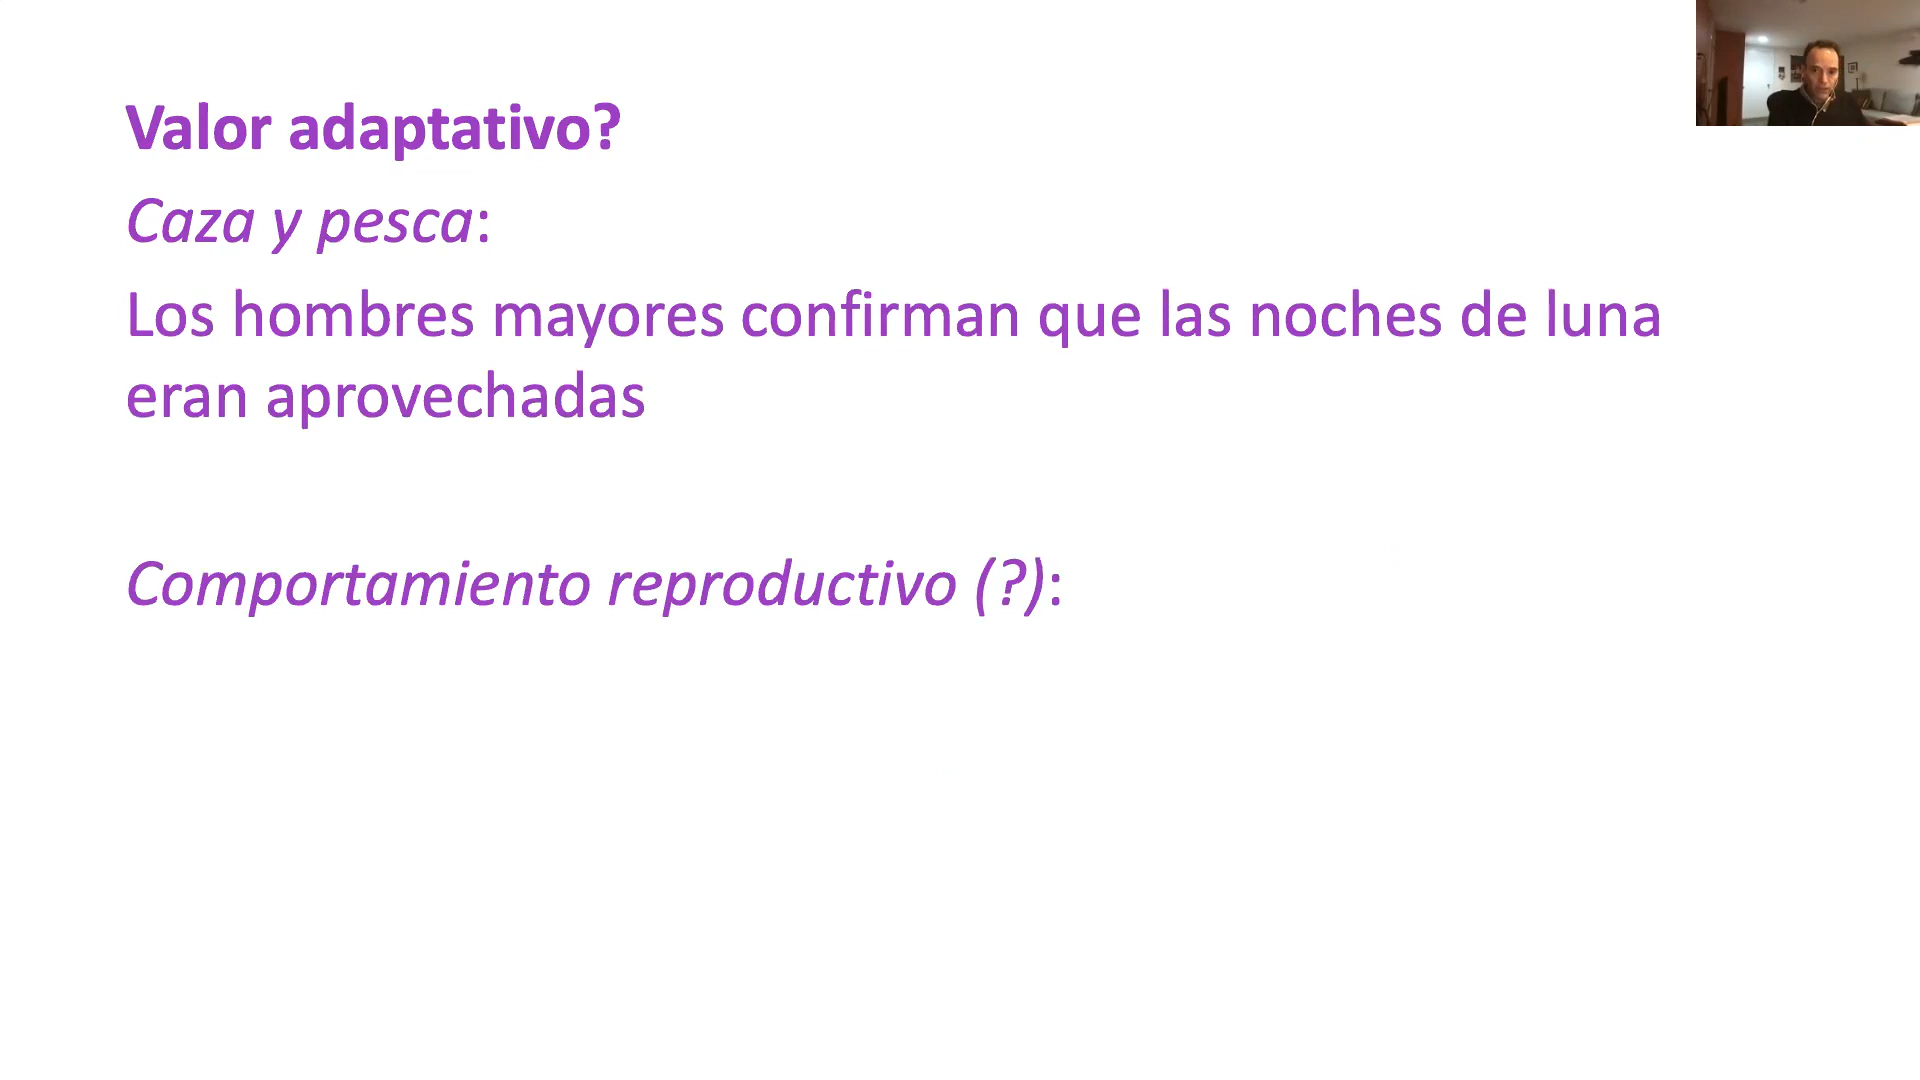 Valor adaptativo?
Caza y pesca:
Los hombres mayores confirman que las noches de luna
eran aprovechadas
Comportamiento reproductivo (?):